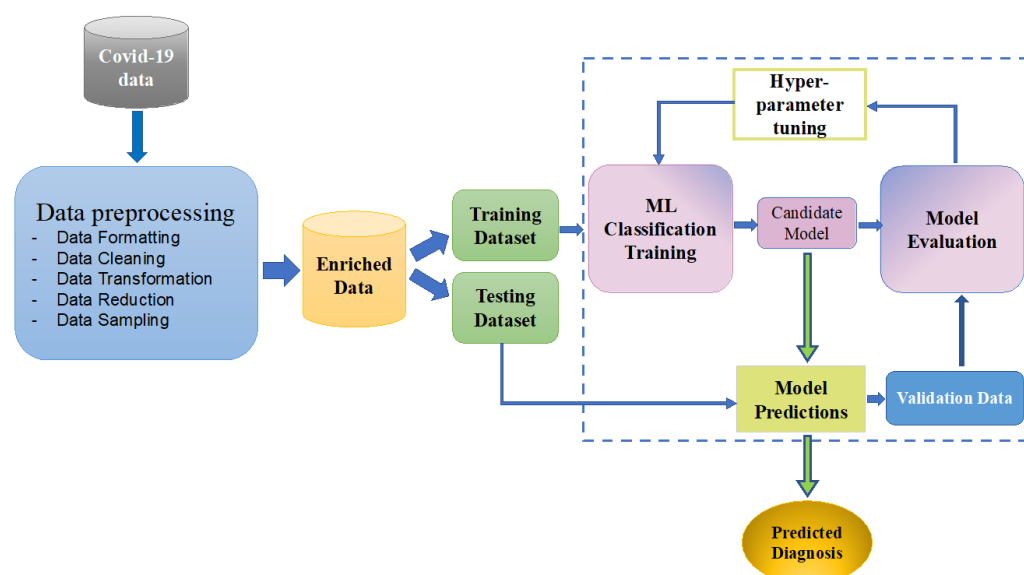 Covid-19
data
Data preprocessing
- Data Formatting
- Data Cleaning
- Data Transformation
- Data Reduction
- Data Sampling
Enriched
Data
Training
Dataset
Testing
Dataset
Hyper-
parameter
tuning
ML
Classification
Training
Candidate
Model
Model
Evaluation
Model
Predictions
Validation Data
Predicted
Diagnosis